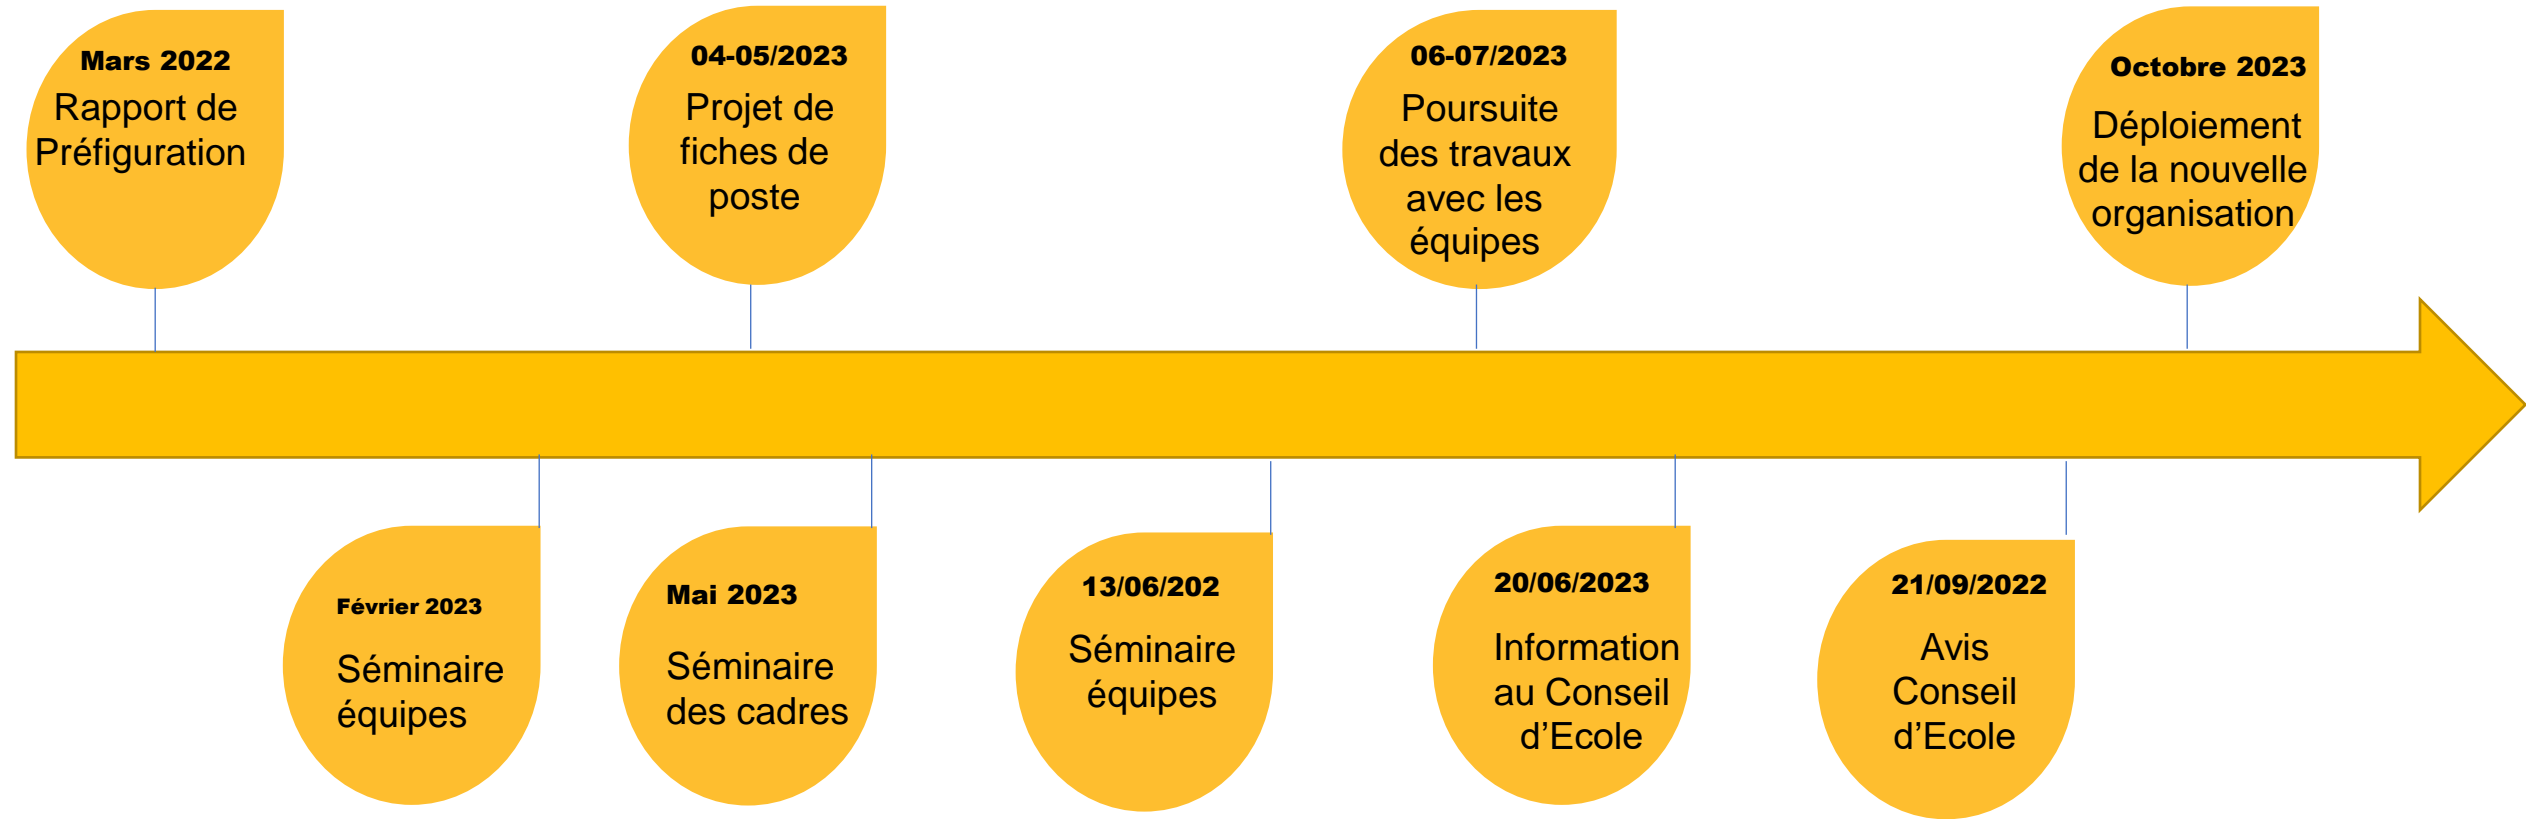 Mars 2022
Rapport de
Préfiguration
04-05/2023
Projet de
fiches de
poste
06-07/2023
Poursuite
des travaux
avec les
équipes
Octobre 2023
Déploiement
de la nouvelle
organisation
Février 2023
Séminaire
équipes
Mai 2023
Séminaire
des cadres
13/06/202
Séminaire
équipes
20/06/2023
Information
au Conseil
d’Ecole
21/09/2022
Avis
Conseil
d’Ecole